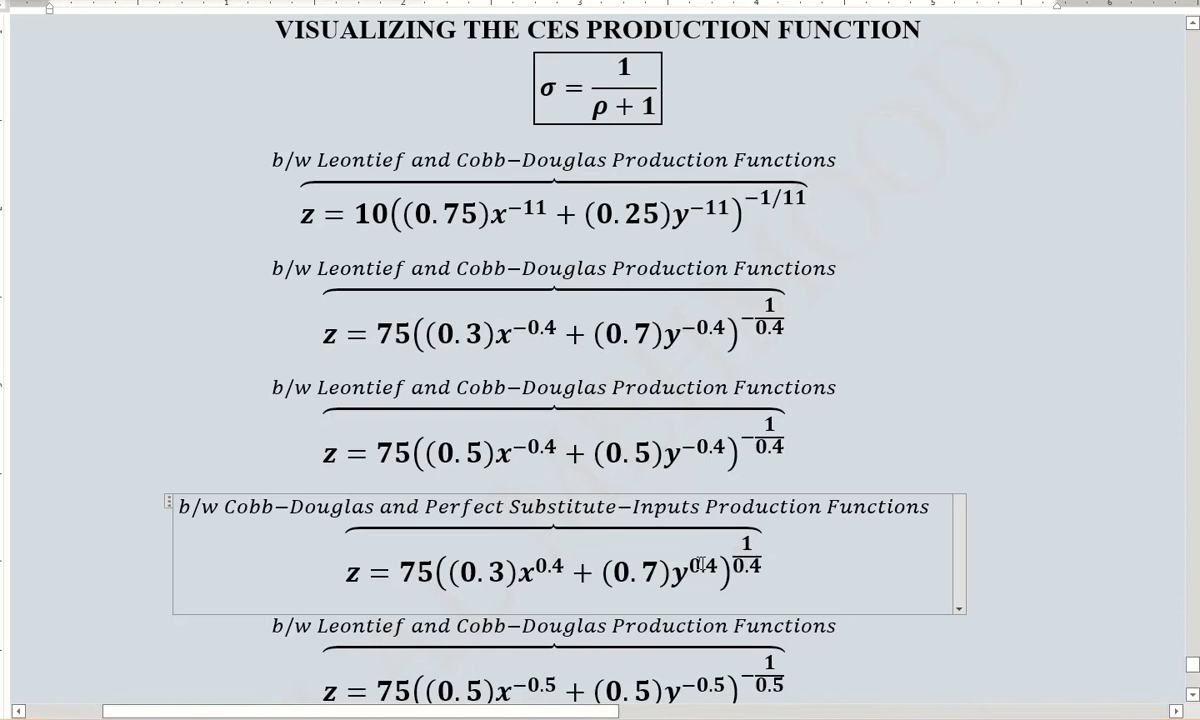 VISUALIZING THE CES PRODUCTION FUNCTION
σ = 1/(ρ + 1)
b/w Leontief and Cobb−Douglas Production Functions
z = 10((0.75)x^−11 + (0.25)y^−11)^−1/11
b/w Leontief and Cobb−Douglas Production Functions
z = 75((0.3)x^−0.4 + (0.7)y^−0.4)^−1/0.4
b/w Leontief and Cobb−Douglas Production Functions
z = 75((0.5)x^−0.4 + (0.5)y^−0.4)^−1/0.4
b/w Cobb−Douglas and Perfect Substitute−Inputs Production Functions
z = 75((0.3)x^0.4 + (0.7)y^0.4)^1/0.4
b/w Leontief and Cobb−Douglas Production Functions
z = 75((0.5)x^−0.5 + (0.5)y^−0.5)^−1/0.5